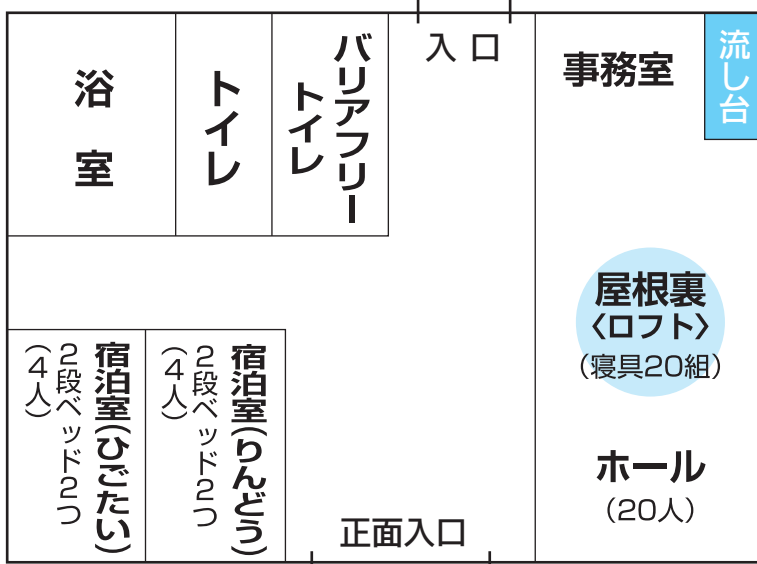 浴室
トイレ
バリアフリー
トイレ
入口
事務室
流し台
屋根裏
〈ロフト〉
(寝具20組)
ホール
(20人)
宿泊室(ひごたい)
2段ベッド2つ
(4人)
宿泊室(りんどう)
2段ベッド2つ
(4人)
正面入口